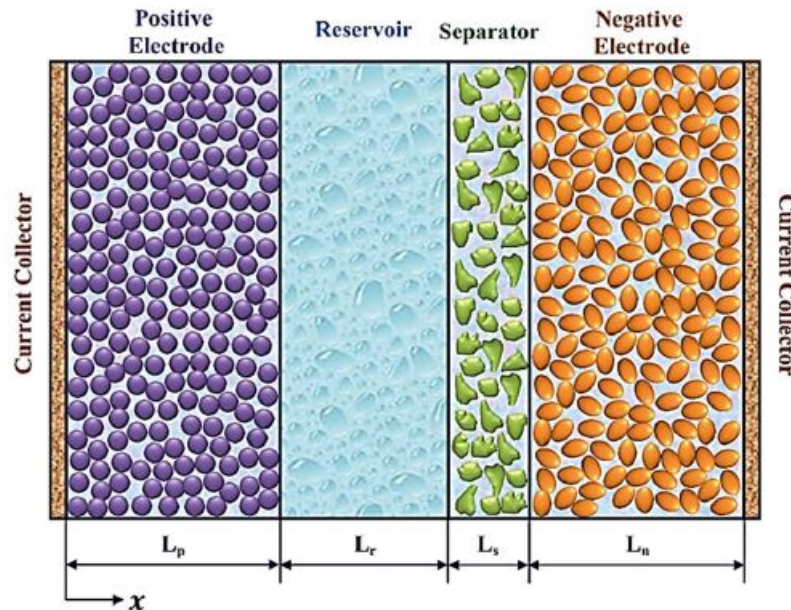 Positive
Electrode
Reservoir
Separator
Negative
Electrode
Current Collector
Current Collector
Lp
Lr
Ls
Ln
x